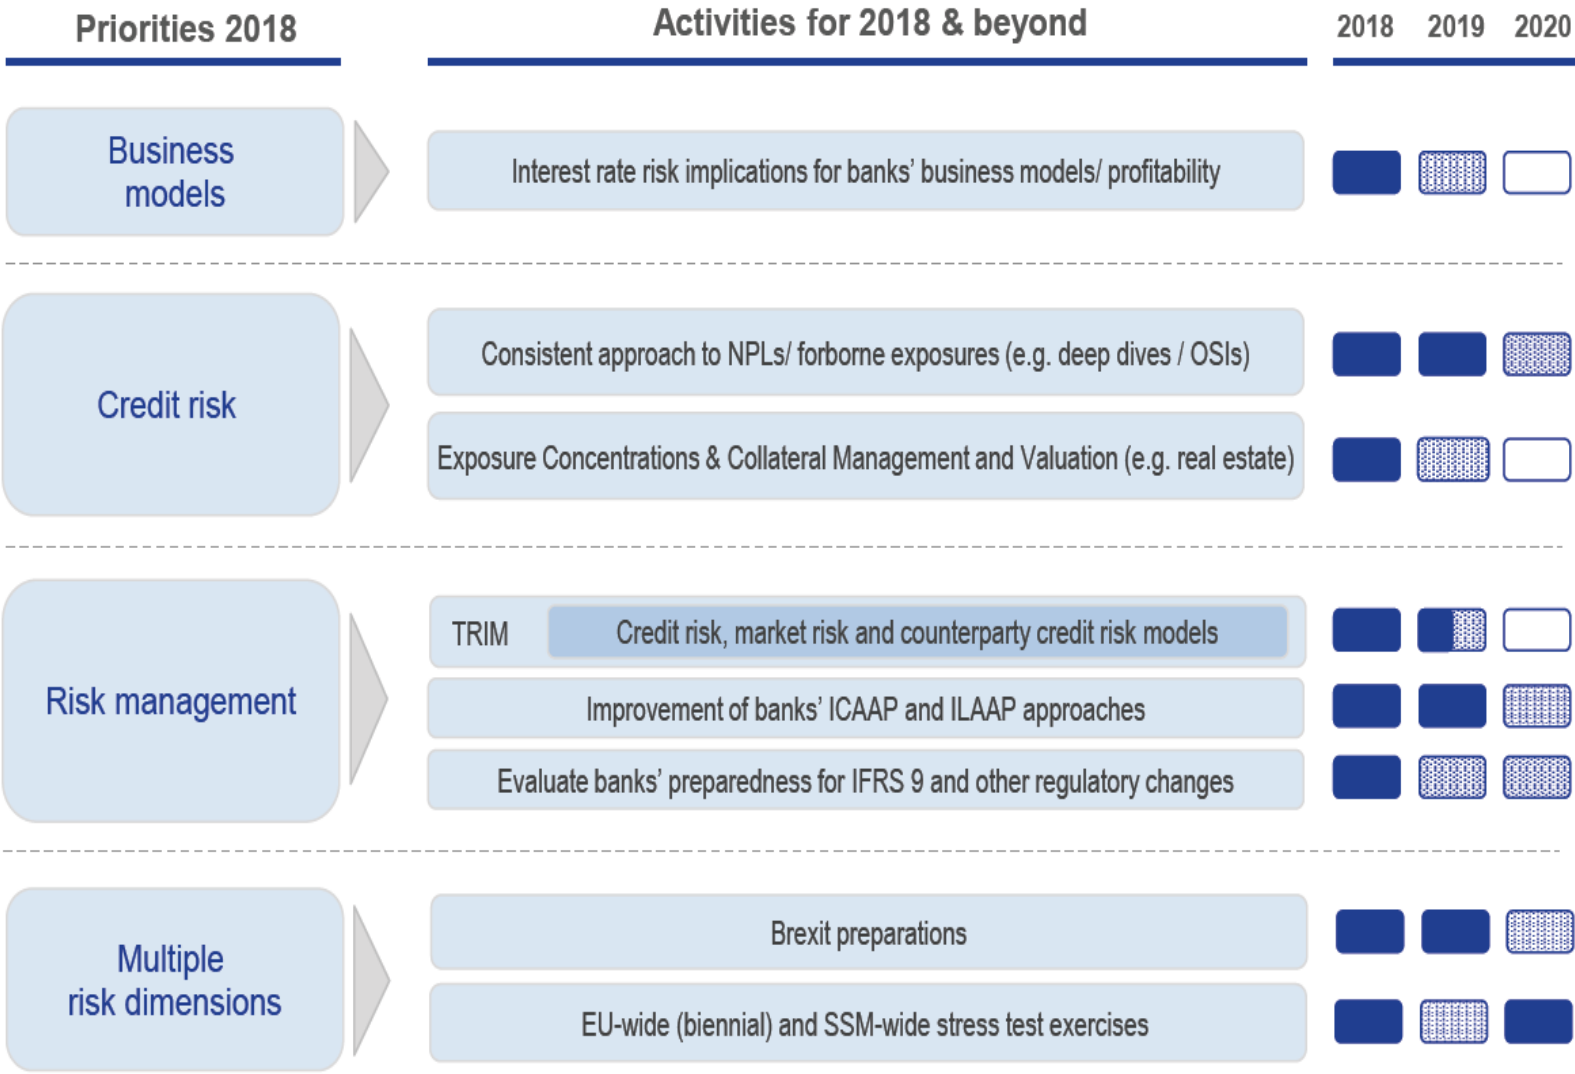 Priorities 2018
Activities for 2018 & beyond
2018 2019 2020
Business
models
Interest rate risk implications for banks’ business models/ profitability
Credit risk
Consistent approach to NPLs/ forborne exposures (e.g. deep dives / OSIs)
Exposure Concentrations & Collateral Management and Valuation (e.g. real estate)
Risk management
TRIM
Credit risk, market risk and counterparty credit risk models
Improvement of banks’ ICAAP and ILAAP approaches
Evaluate banks’ preparedness for IFRS 9 and other regulatory changes
Multiple
risk dimensions
Brexit preparations
EU-wide (biennial) and SSM-wide stress test exercises